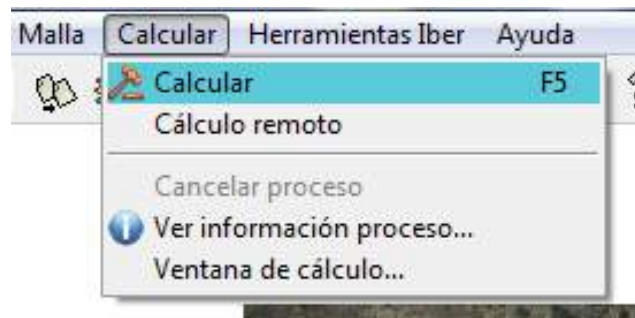 Malla Calcular Herramientas Iber Ayuda
Calcular F5
Cálculo remoto
Cancelar proceso
Ver información proceso...
Ventana de cálculo...